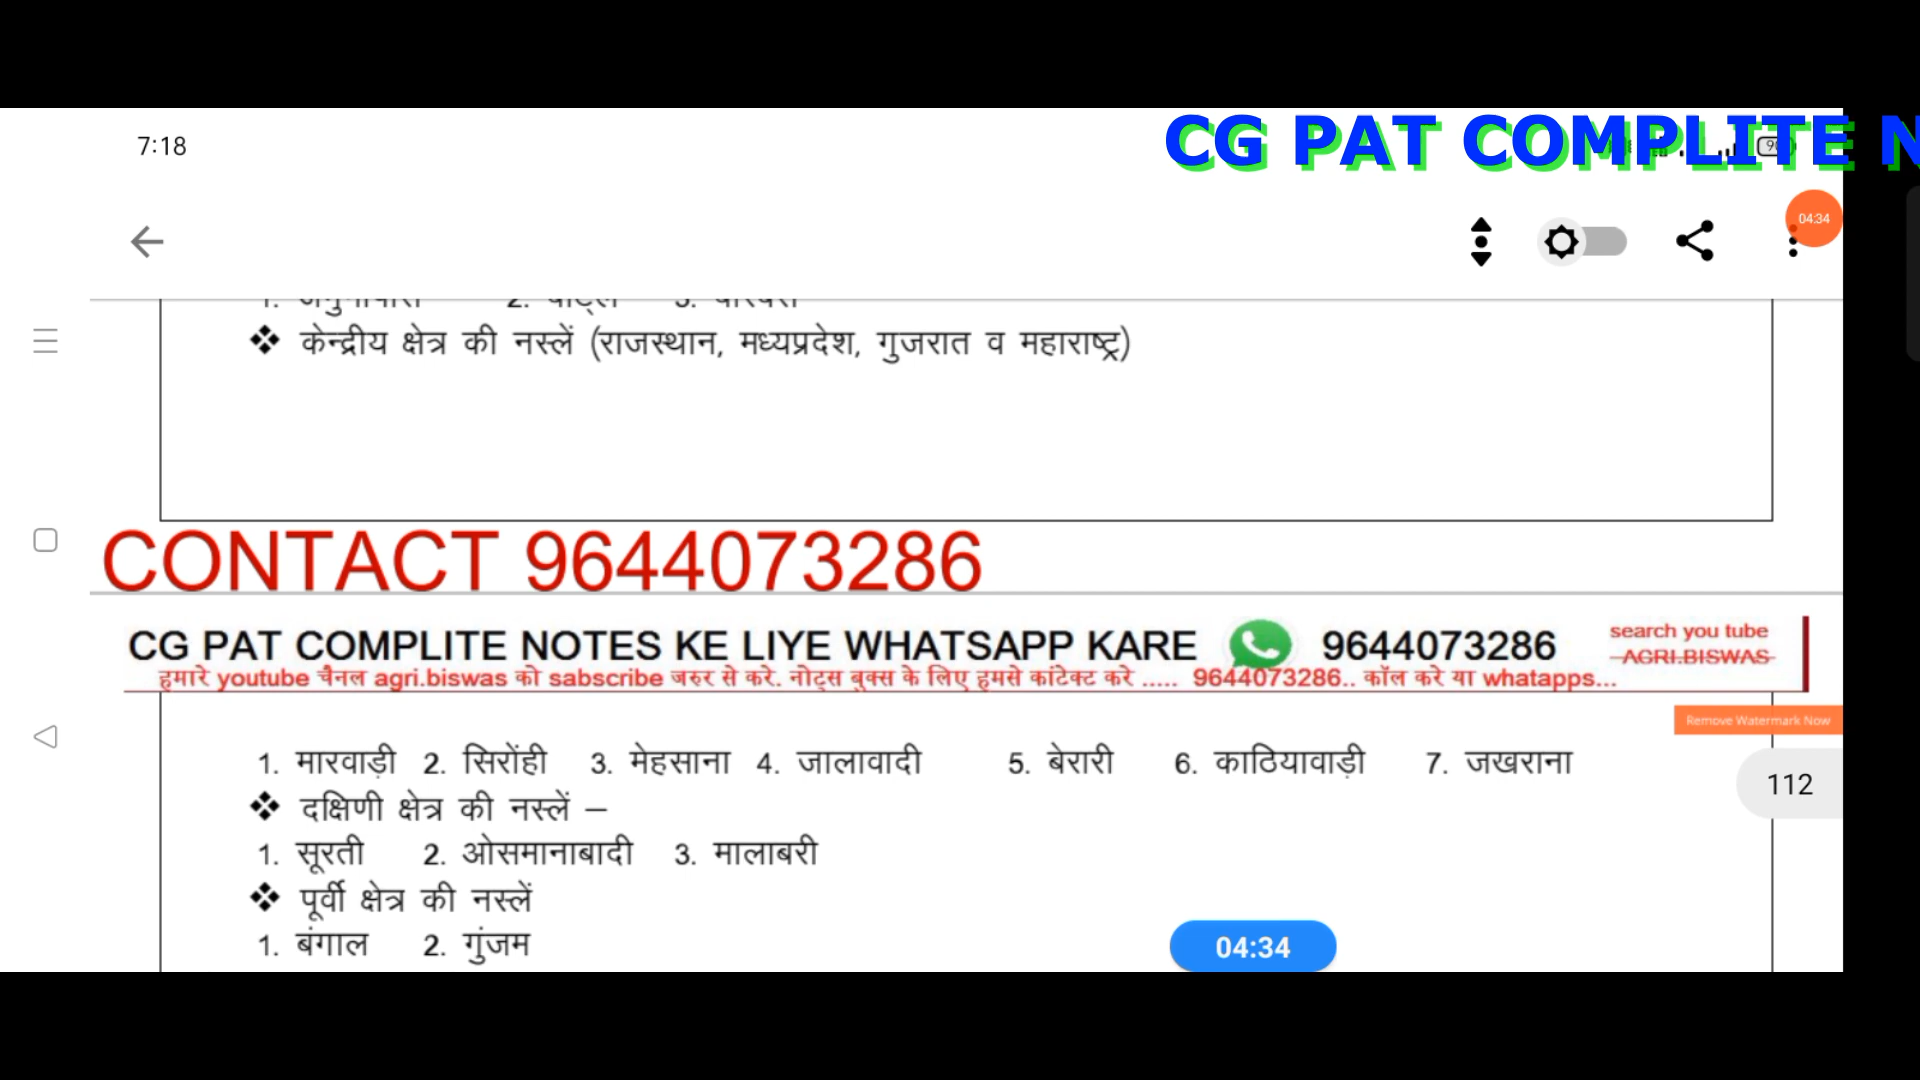 7:18
CG PAT COMPLITE N
04:34
1. 2. 3.
❖ केन्द्रीय क्षेत्र की नस्लें (राजस्थान, मध्यप्रदेश, गुजरात व महाराष्ट्र)
CONTACT 9644073286
CG PAT COMPLITE NOTES KE LIYE WHATSAPP KARE 9644073286
search you tube
AGRI.BISWAS
हमारे youtube चैनल agri.biswas को sabscribe जरुर से करे. नोट्स बुक्स के लिए हमसे कांटेक्ट करे ..... 9644073286.. कॉल करे या whatapps...
Remove Watermark Now
1. मारवाड़ी 2. सिरोंही 3. मेहसाना 4. जालावादी 5. बेरारी 6. काठियावाड़ी 7. जखराना
112
❖ दक्षिणी क्षेत्र की नस्लें –
1. सूरती 2. ओसमानाबादी 3. मालाबरी
❖ पूर्वी क्षेत्र की नस्लें
1. बंगाल 2. गुंजम
04:34